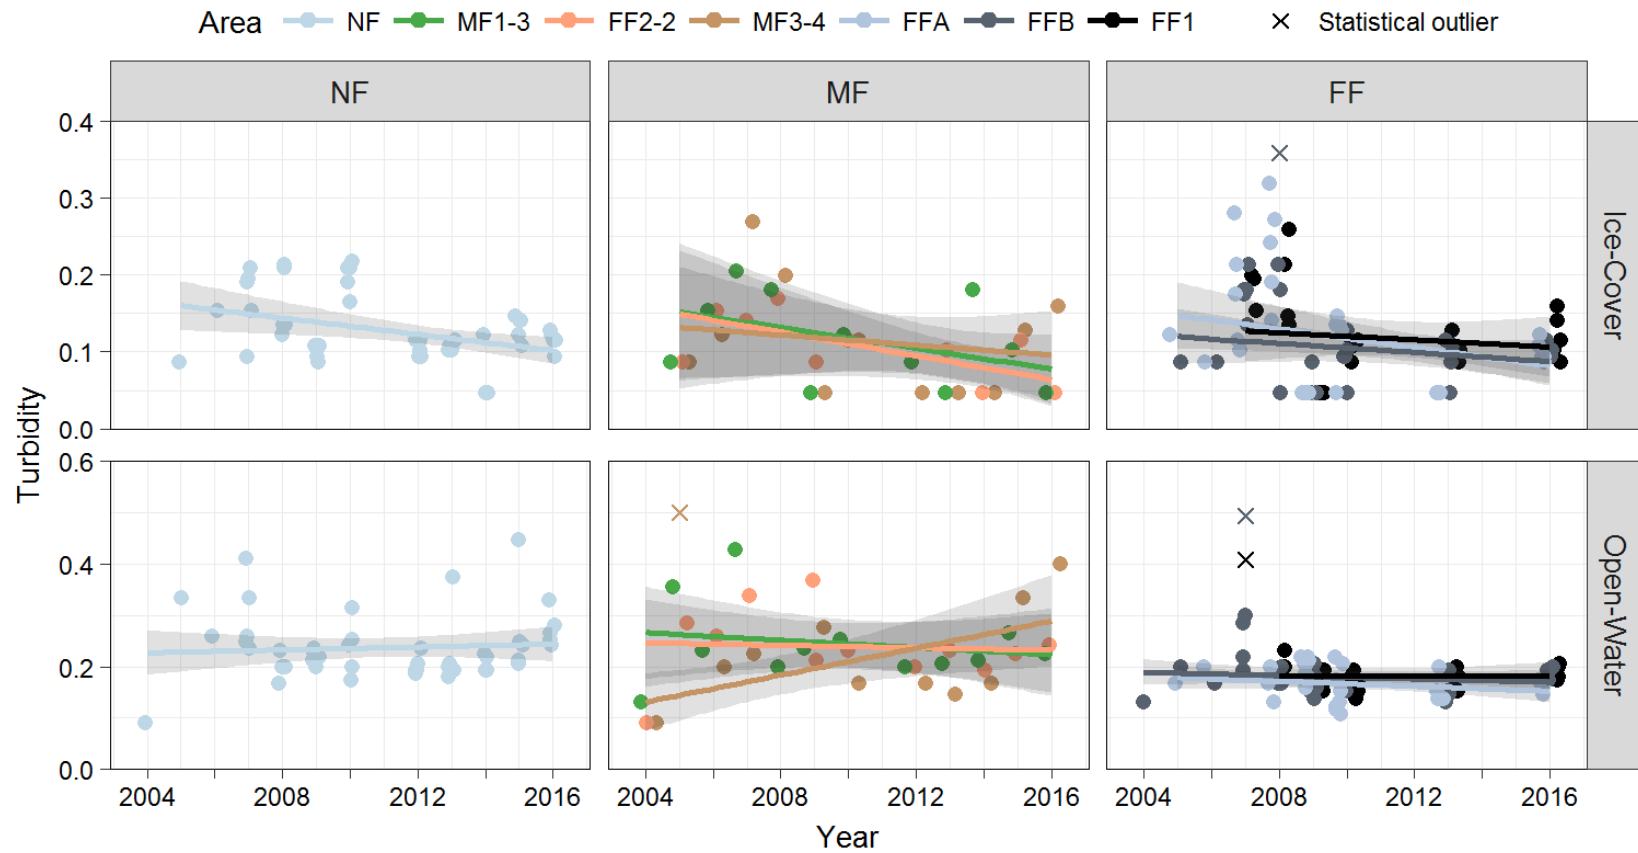 Area NF MF1-3 FF2-2 MF3-4 FFA FFB FF1 Statistical outlier
NF MF FF
0.4
0.3
0.2
0.1
0.0
Ice-Cover
Turbidity
0.6
0.4
0.2
0.0
Open-Water
2004 2008 2012 2016 2004 2008 2012 2016 2004 2008 2012 2016
Year